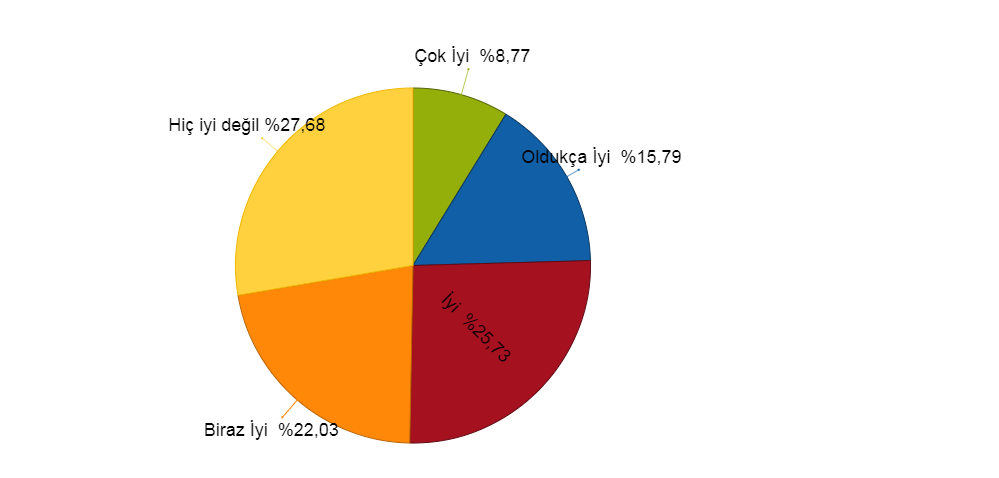 Çok İyi  %8,77
Hiç iyi değil %27,68
Oldukça İyi  %15,79
İyi  %25,73
Biraz İyi  %22,03